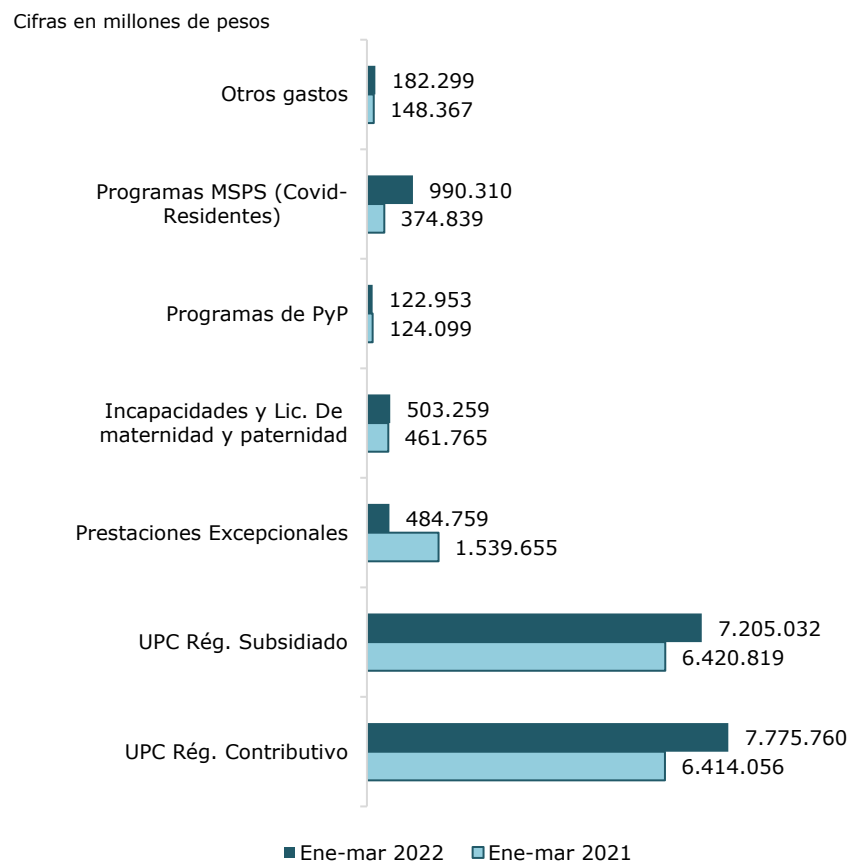 Cifras en millones de pesos
Otros gastos
182.299
148.367
Programas MSPS (Covid-
Residentes)
990.310
374.839
Programas de PyP
122.953
124.099
Incapacidades y Lic. De
maternidad y paternidad
503.259
461.765
Prestaciones Excepcionales
484.759
1.539.655
UPC Rég. Subsidiado
7.205.032
6.420.819
UPC Rég. Contributivo
7.775.760
6.414.056
Ene-mar 2022
Ene-mar 2021